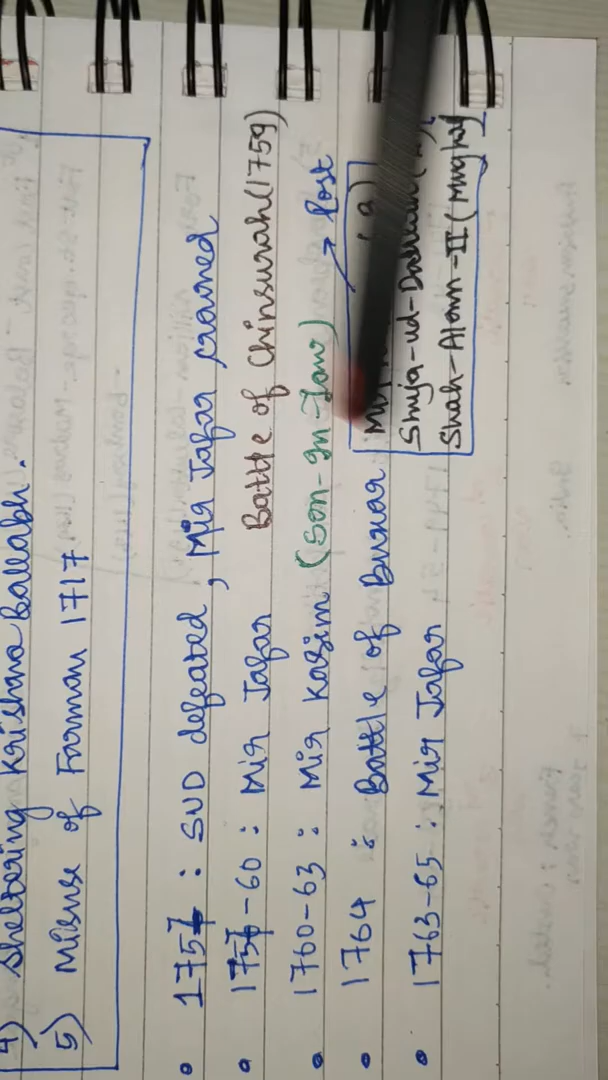 4) Sheltering Krishna Ballabh.
5) Misuse of Farman 1717
• 1757 : SUD defeated, Mir Jafar crowned
• 1757-60 : Mir Jafar Battle of Chinsurah (1759)
• 1760-63 : Mir Kasim (Son-In-Law) → lost
• 1764 : Battle of Buxar
Shuja-ud-Daulah
Shah-Alam-II (Mughal)
• 1763-65 : Mir Jafar